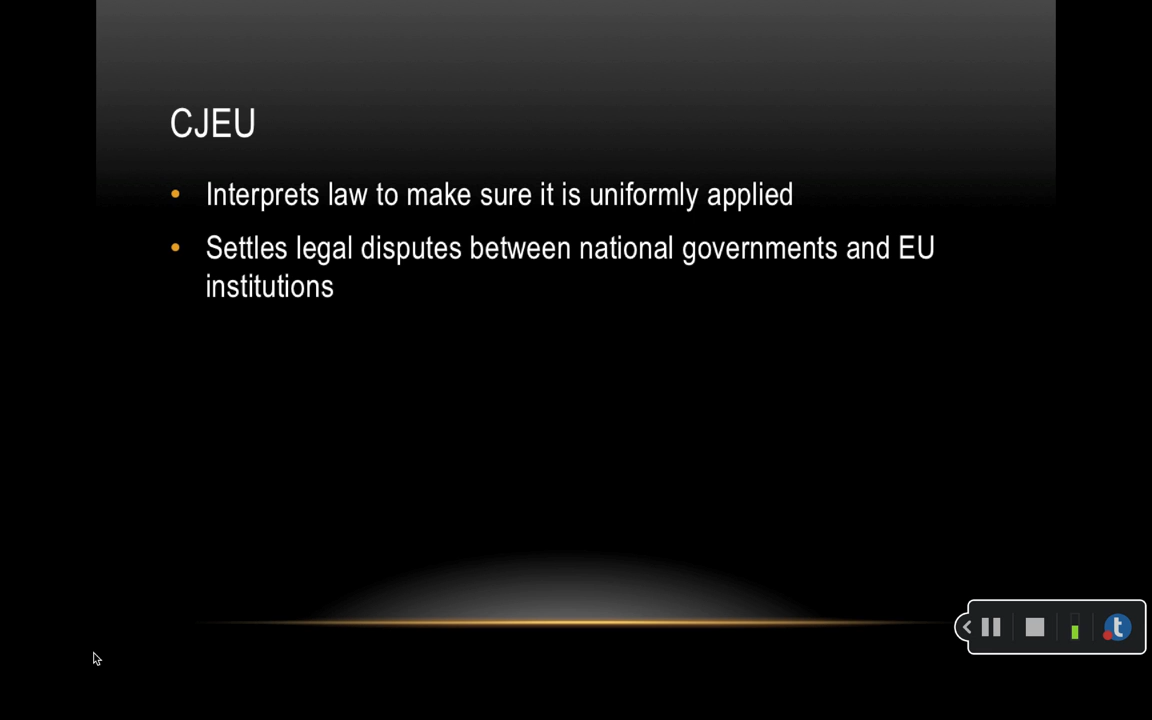 CJEU
• Interprets law to make sure it is uniformly applied
• Settles legal disputes between national governments and EU
institutions
t